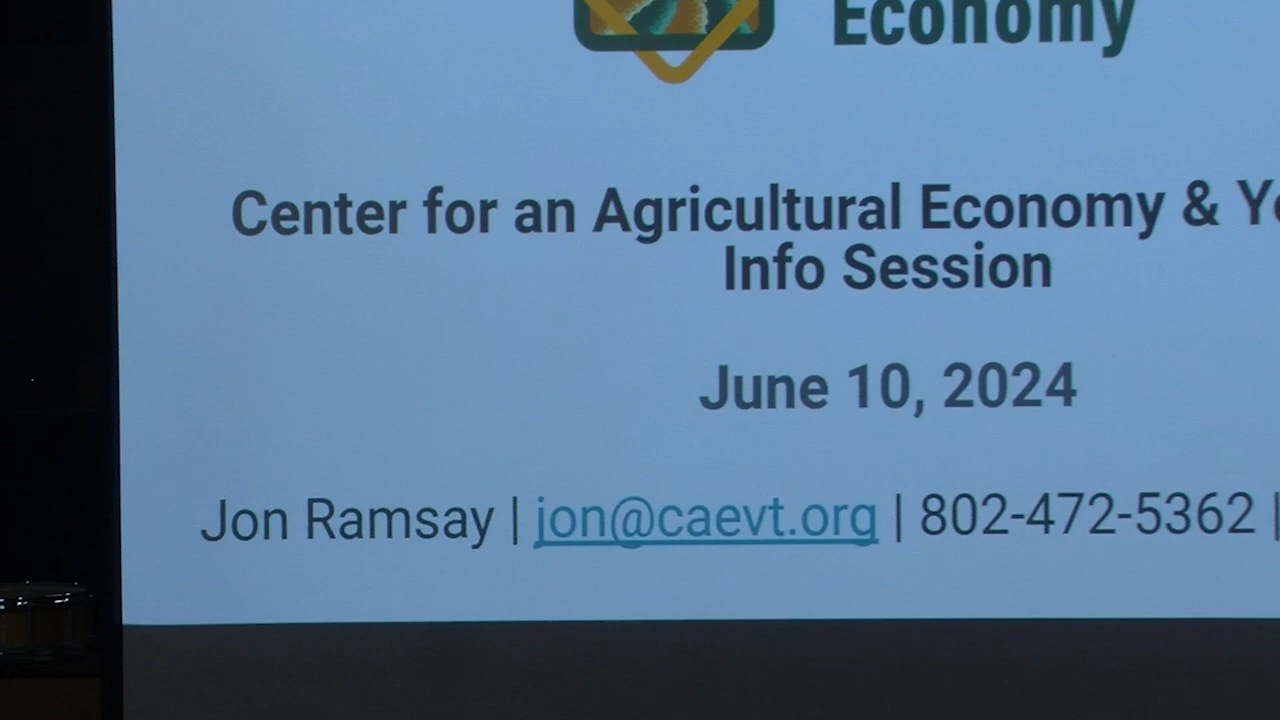 Economy
Center for an Agricultural Economy &
Info Session
June 10, 2024
Jon Ramsay | jon@caevt.org | 802-472-5362 |